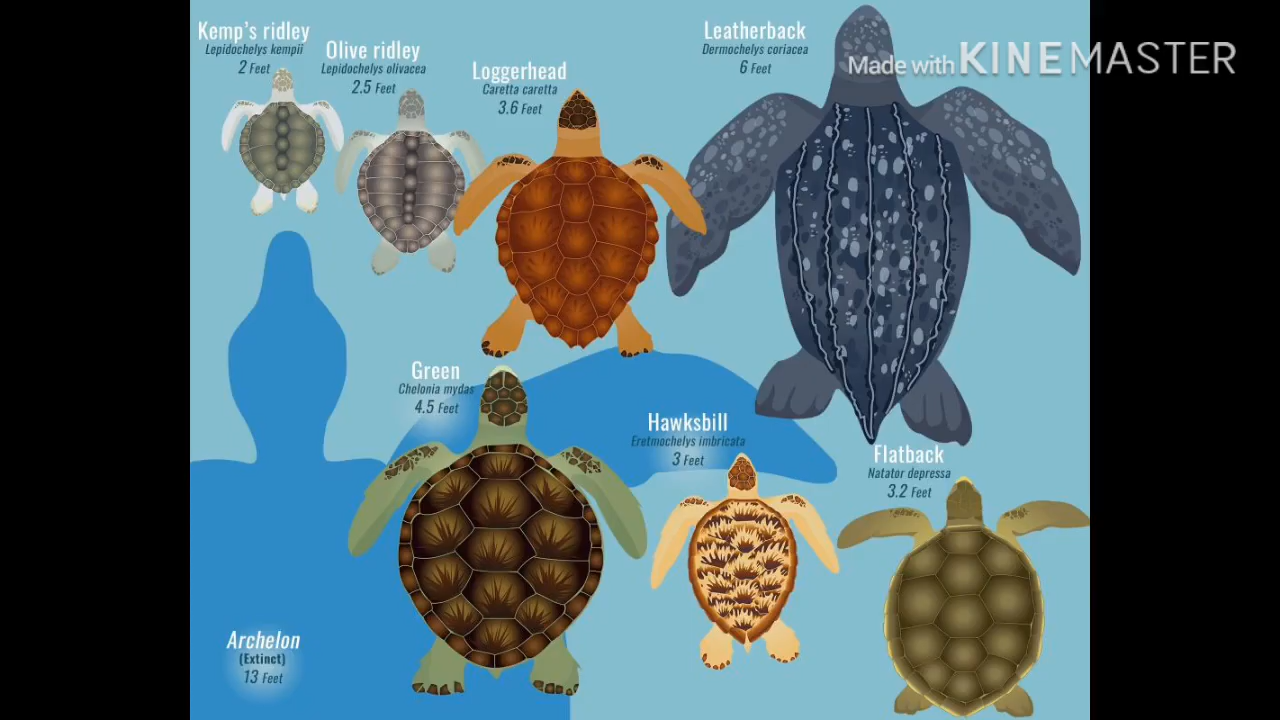 Kemp's ridley
Lepidochelys kempii
2 Feet
Olive ridley
Lepidochelys olivacea
2.5 Feet
Loggerhead
Caretta caretta
3.6 Feet
Leatherback
Dermochelys coriacea
6 Feet
Made with KINEMASTER
Green
Chelonia mydas
4.5 Feet
Hawksbill
Eretmochelys imbricata
3 Feet
Flatback
Natator depressa
3.2 Feet
Archelon
(Extinct)
13 Feet